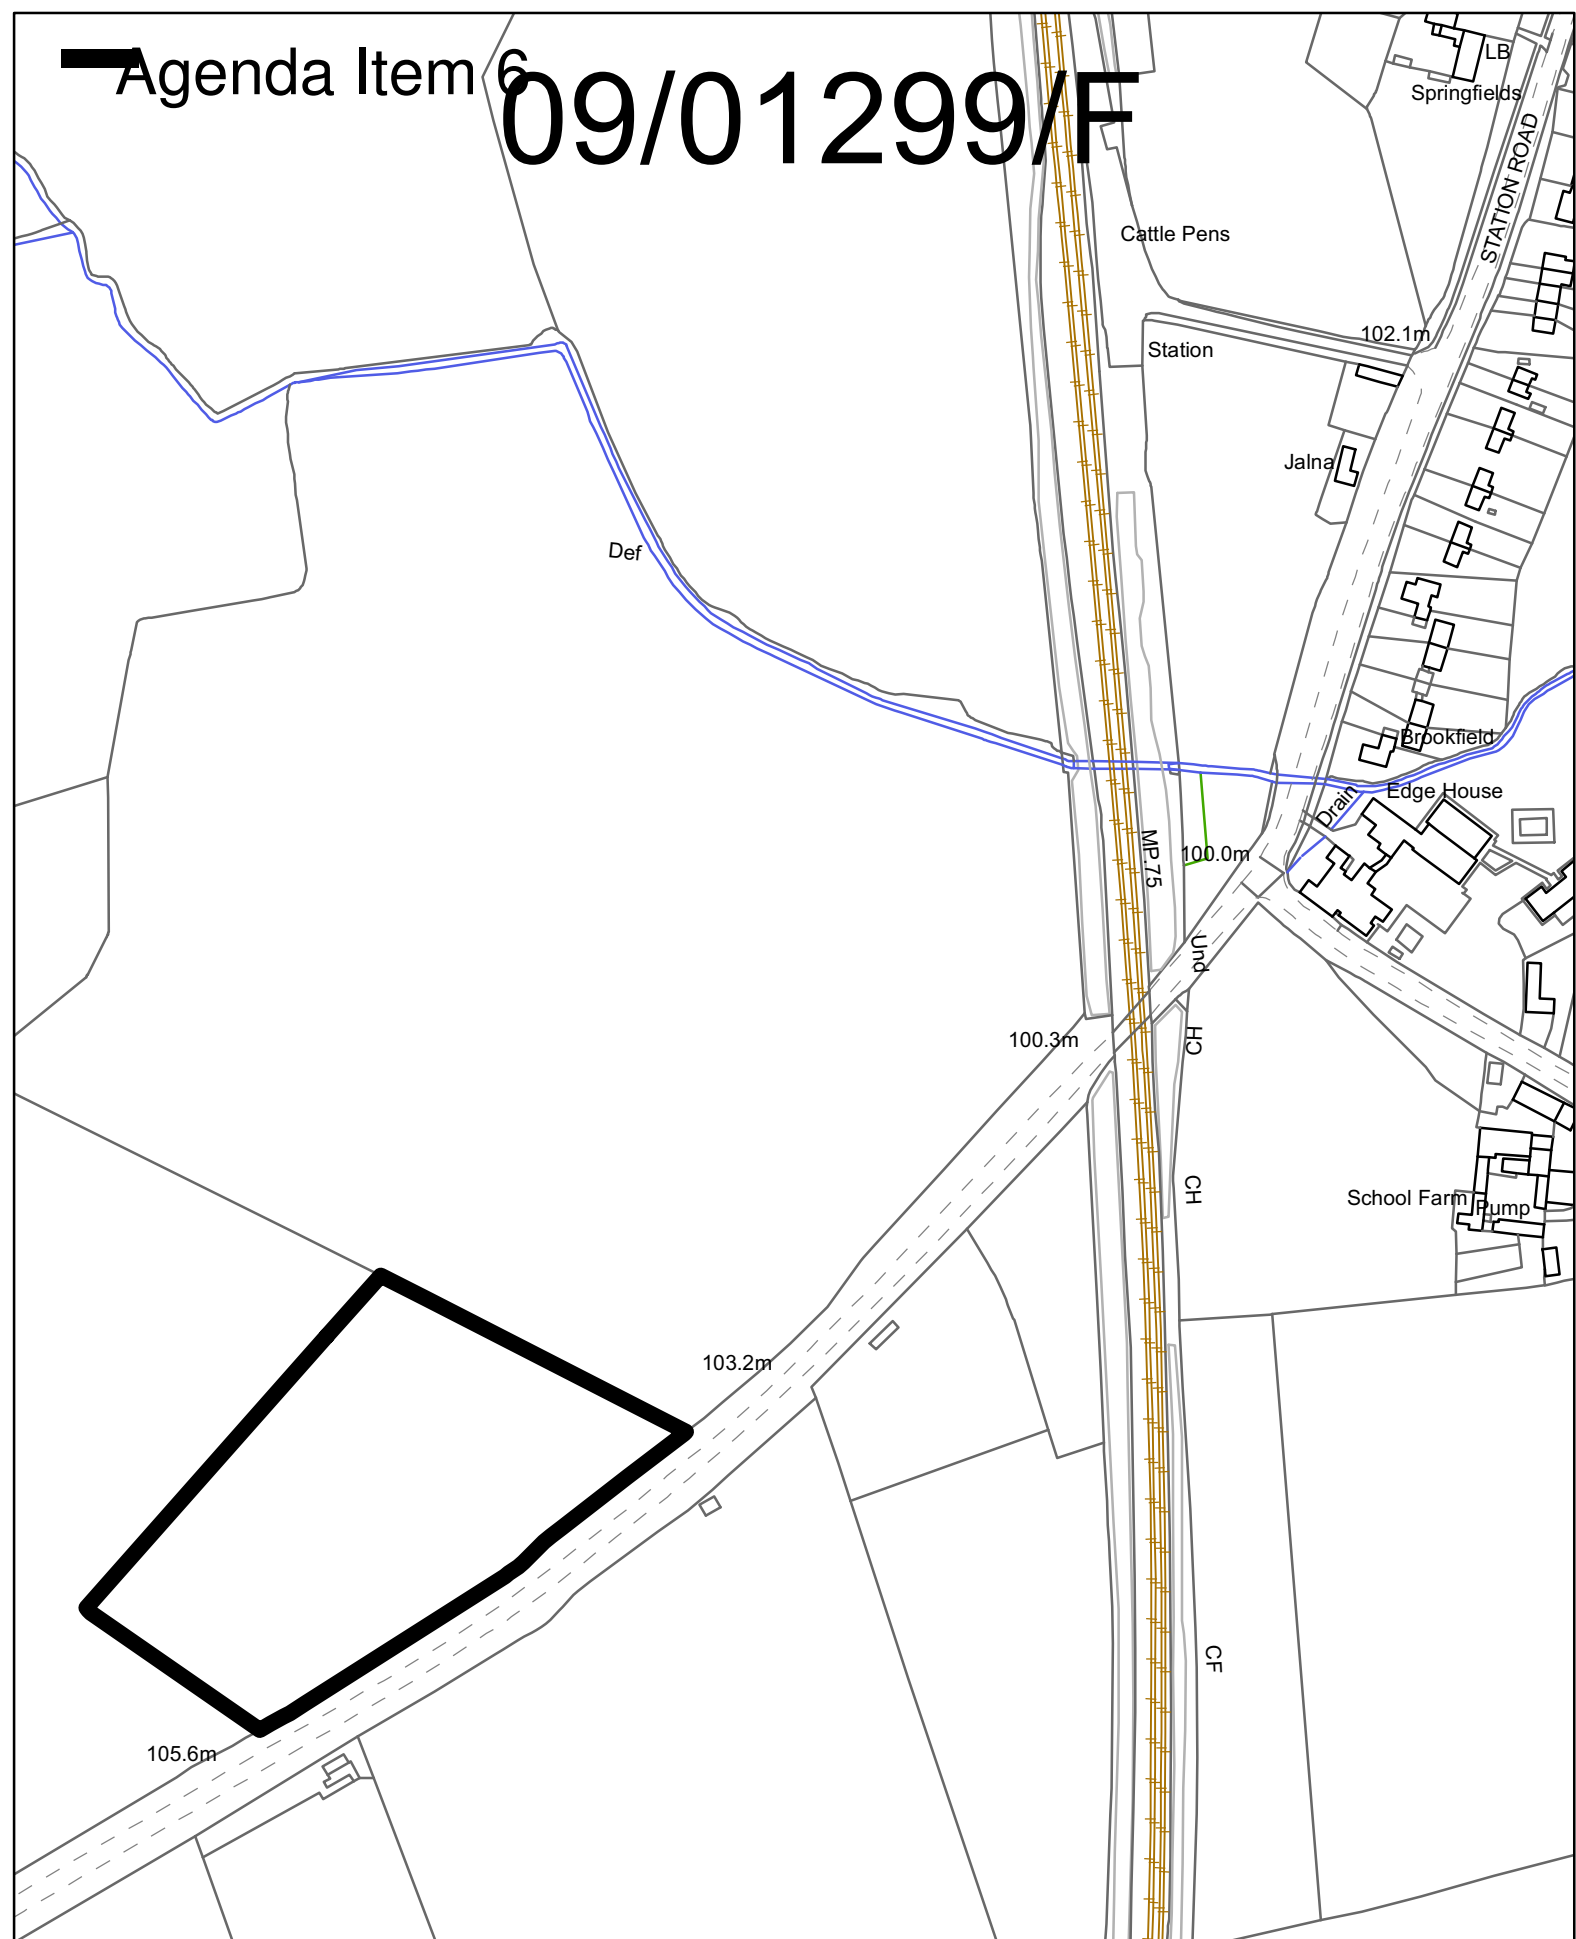 Agenda Item 6
09/01299/F
LB
Springfields
STATION ROAD
Cattle Pens
102.1m
Station
Jalna
Def
Brookfield
Edge House
Drain
MP.75
100.0m
Und
100.3m
CH
CH
School Farm
Pump
103.2m
CF
105.6m